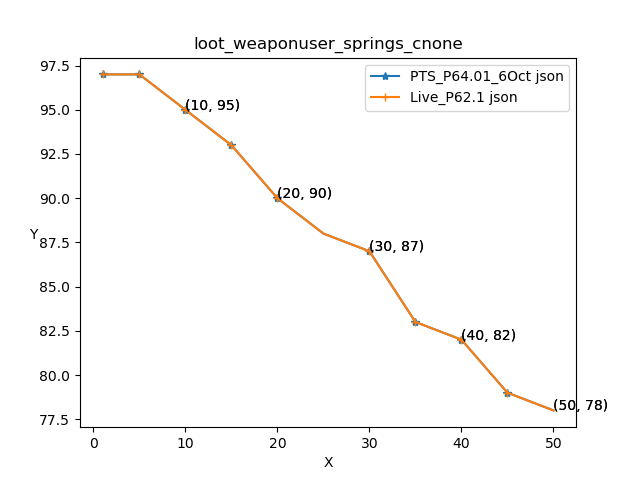 loot_weaponuser_springs_cnone
PTS_P64.01_6Oct json
Live_P62.1 json
97.5
95.0
92.5
90.0
87.5
85.0
82.5
80.0
77.5
Y
(10, 95)
(20, 90)
(30, 87)
(40, 82)
(50, 78)
0 10 20 30 40 50
X